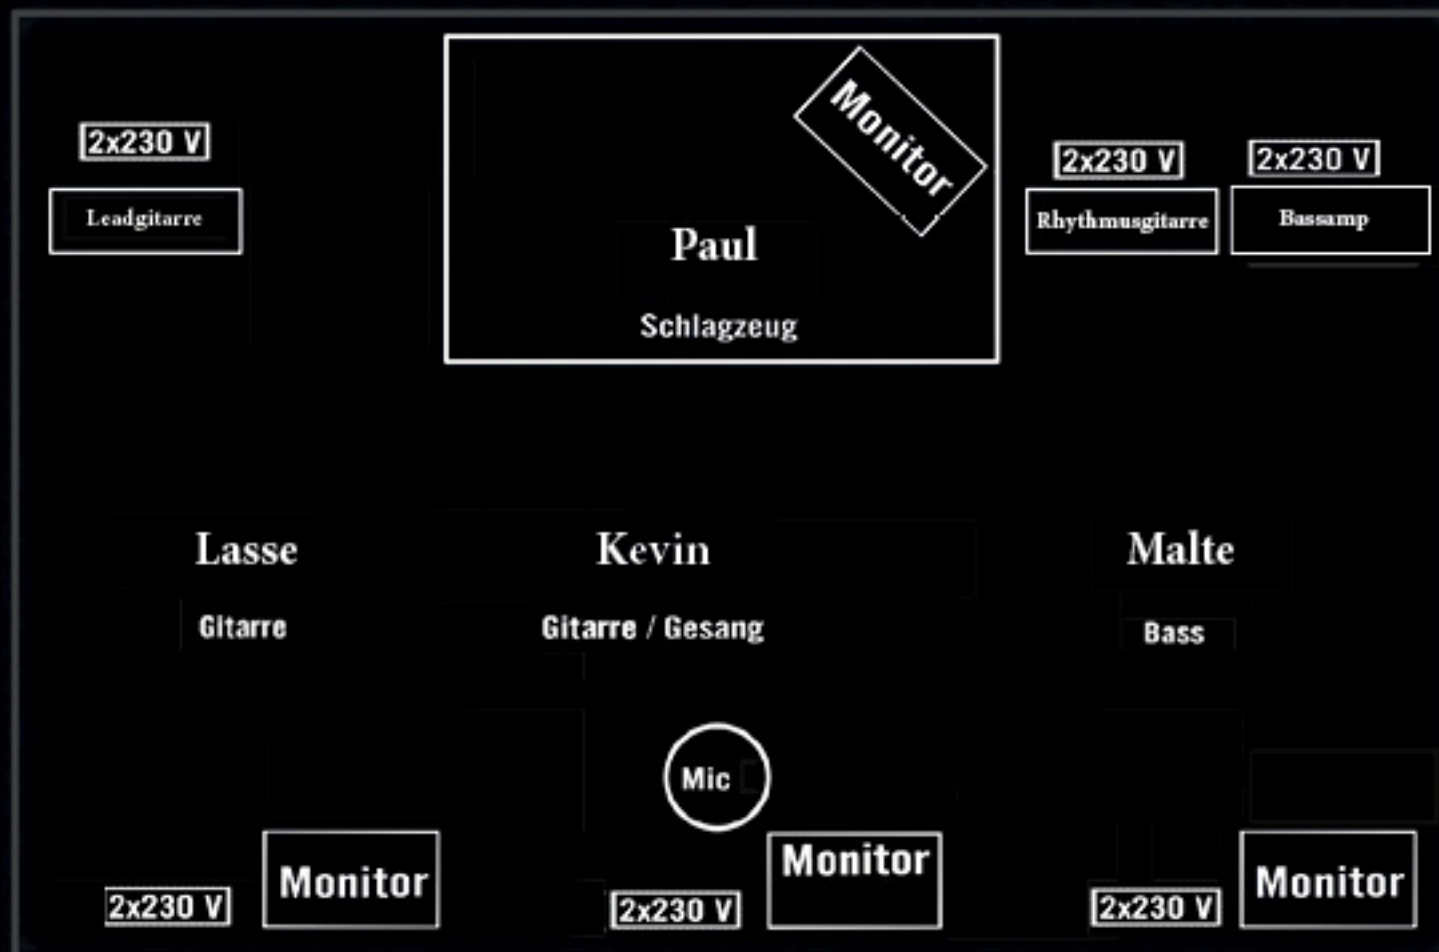 Monitor
2x230 V
2x230 V
2x230 V
Leadgitarre
Rhythmusgitarre
Bassamp
Paul
Schlagzeug
Lasse
Kevin
Malte
Gitarre
Gitarre / Gesang
Bass
Mic
Monitor
Monitor
Monitor
2x230 V
2x230 V
2x230 V